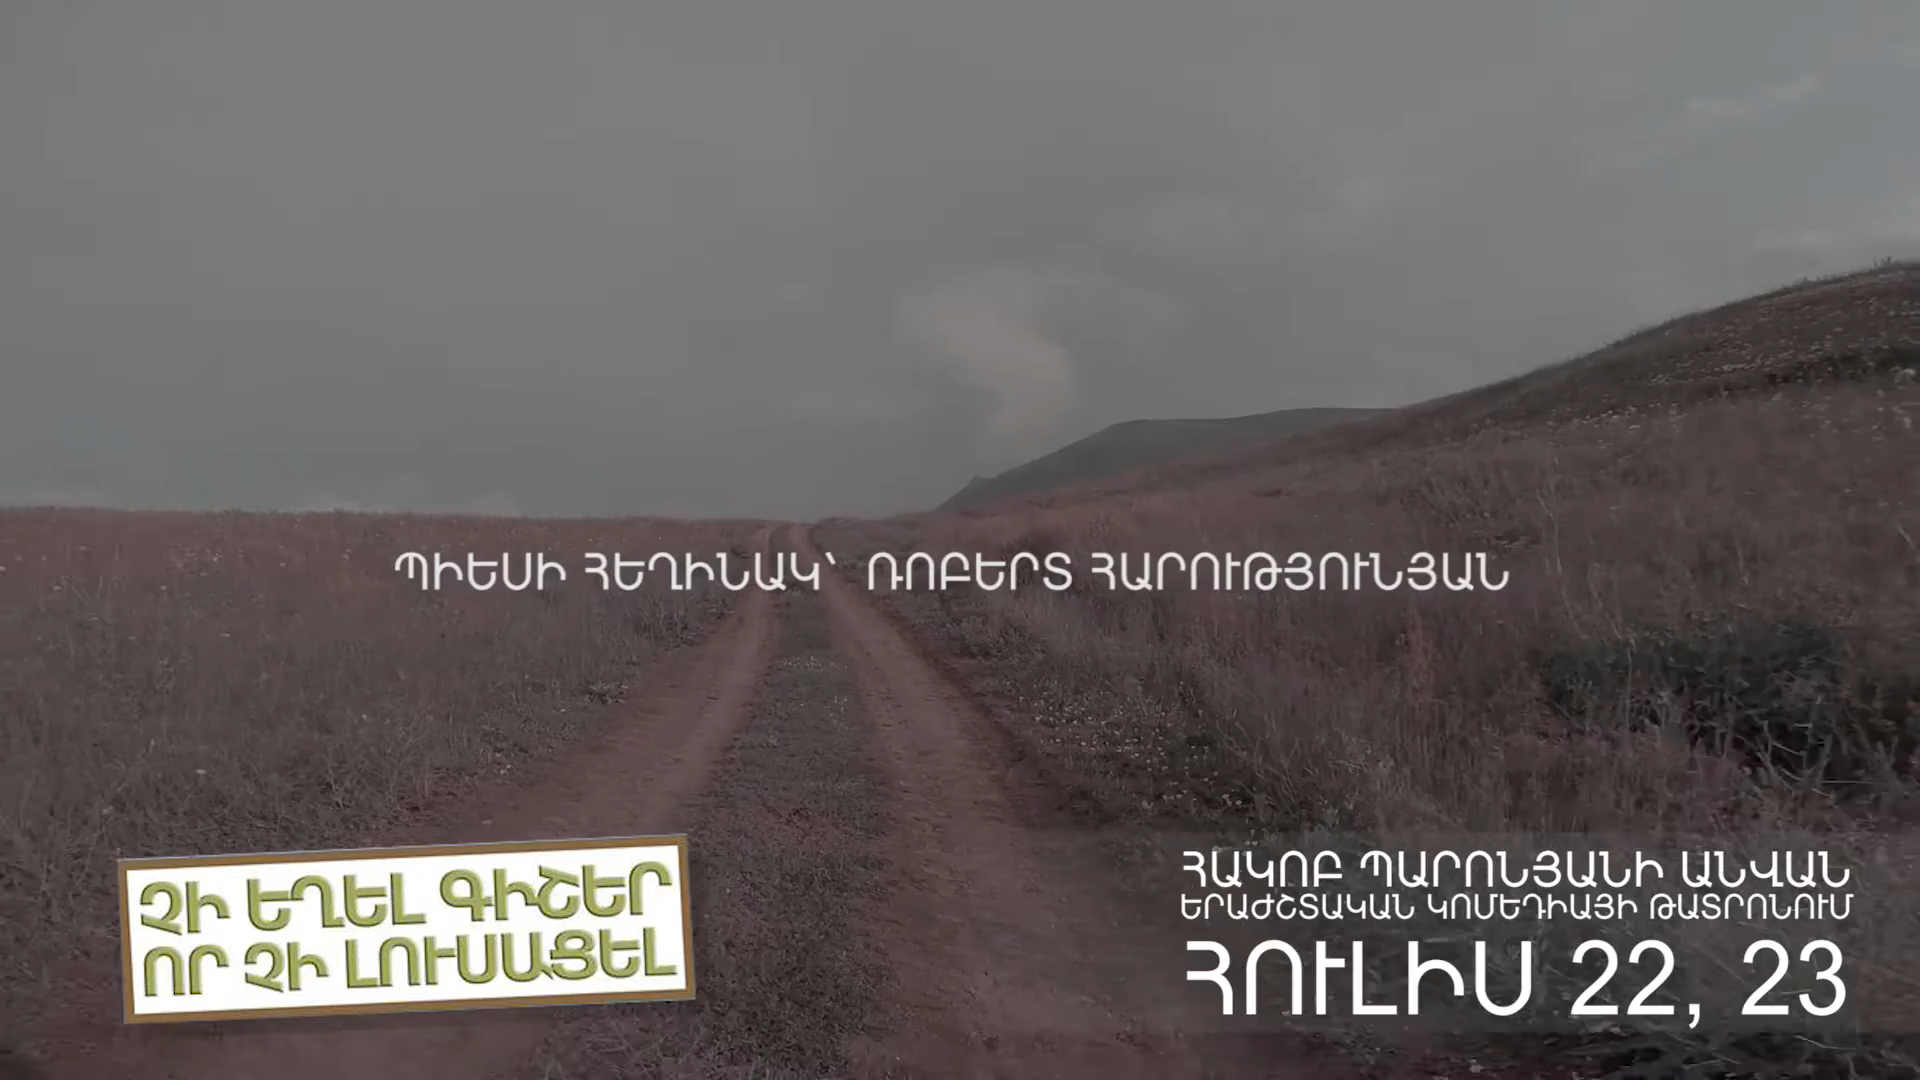 ՊԻԵՍԻ ՀԵՂԻՆԱԿ՝ ՌՈԲԵՐՏ ՀԱՐՈՒԹՅՈՒՆՅԱՆ
ՉԻ ԵՂԵԼ ԳԻՇԵՐ
ՈՐ ՉԻ ԼՈՒՍԱՑԵԼ
ՀԱԿՈԲ ՊԱՐՈՆՅԱՆԻ ԱՆՎԱՆ
ԵՐԱԺՇՏԱԿԱՆ ԿՈՄԵԴԻԱՅԻ ԹԱՏՐՈՆՈՒՄ
ՀՈՒԼԻՍ 22, 23